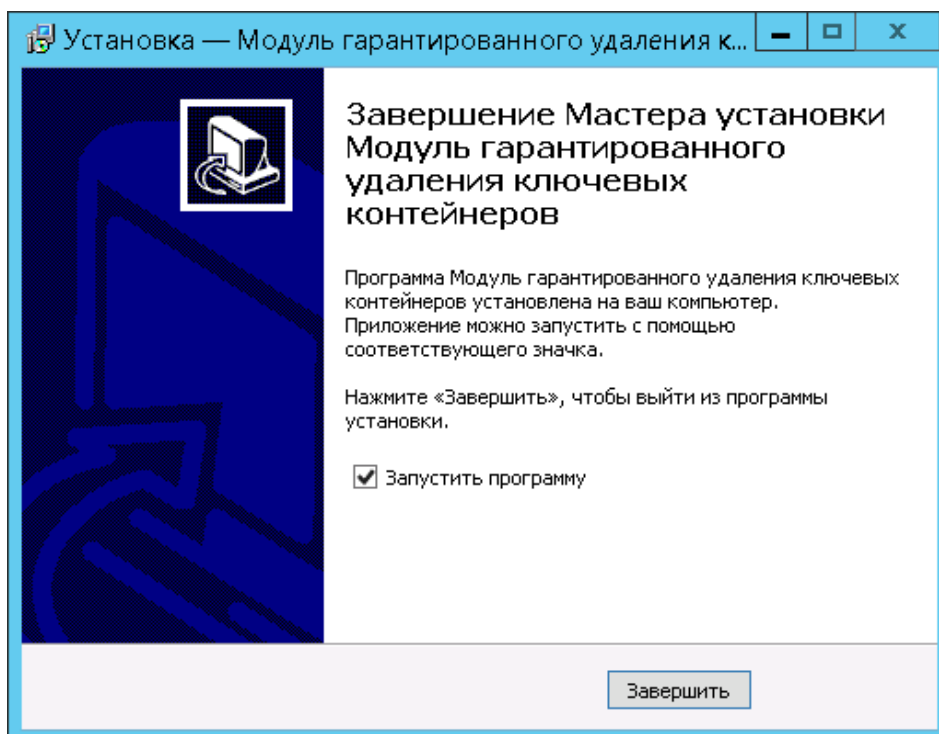 Установка — Модуль гарантированного удаления к...
Завершение Мастера установки
Модуль гарантированного
удаления ключевых
контейнеров
Программа Модуль гарантированного удаления ключевых
контейнеров установлена на ваш компьютер.
Приложение можно запустить с помощью
соответствующего значка.
Нажмите «Завершить», чтобы выйти из программы
установки.
Запустить программу
Завершить